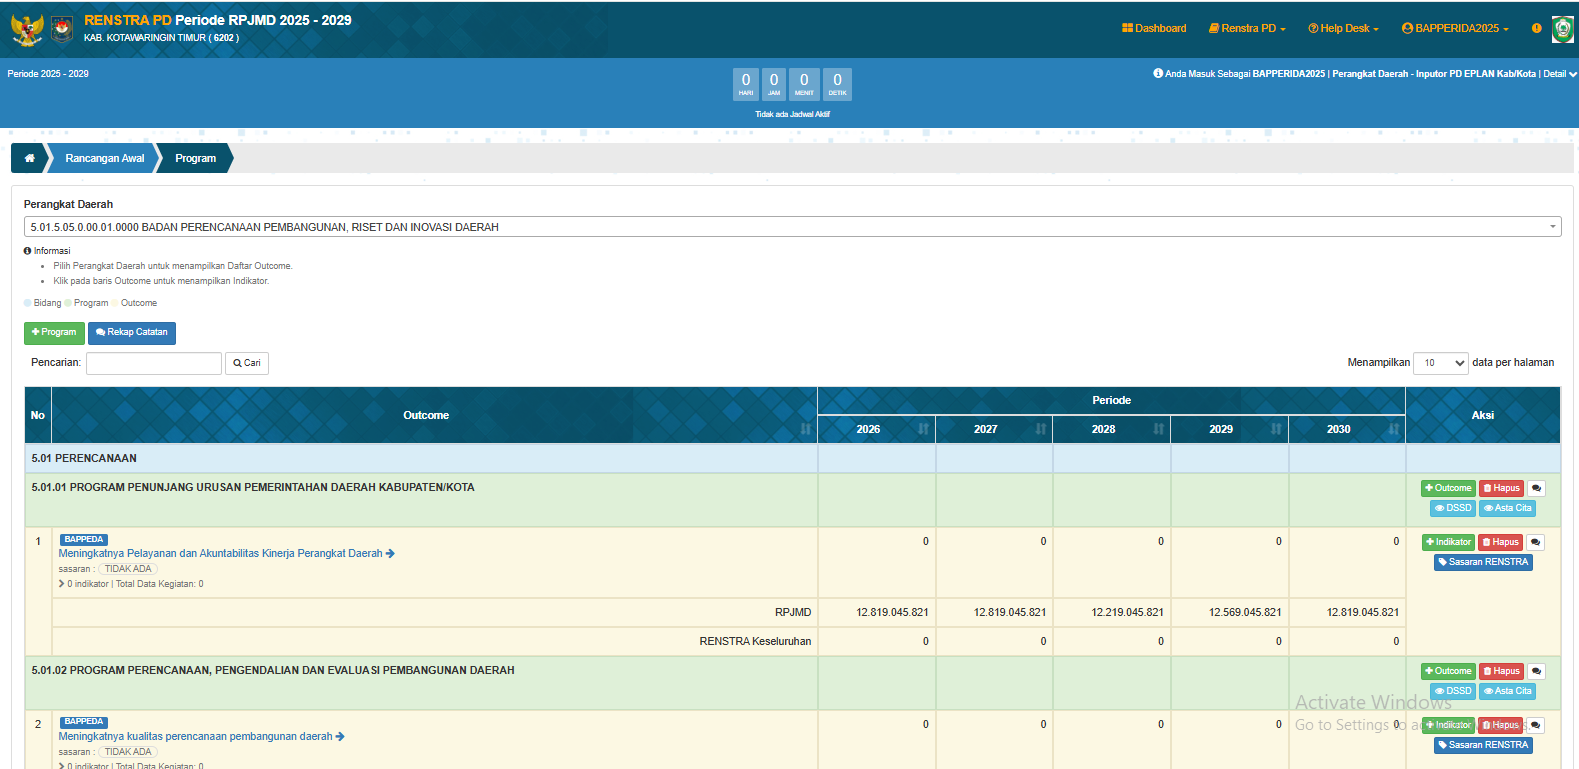 RENSTRA PD Periode RPJMD 2025 - 2029
KAB. KOTAWARINGIN TIMUR ( 6202 )
Dashboard
Renstra PD
Help Desk
BAPPERIDA2025
Periode 2025 - 2029
0 HARI
0 JAM
0 MENIT
0 DETIK
Tidak ada Jadwal Aktif
Anda Masuk Sebagai BAPPERIDA2025 | Perangkat Daerah - Inputor PD EPLAN Kab/Kota | Detail
Rancangan Awal
Program
Perangkat Daerah
5.01.5.05.0.00.01.0000 BADAN PERENCANAAN PEMBANGUNAN, RISET DAN INOVASI DAERAH
Informasi
Pilih Perangkat Daerah untuk menampilkan Daftar Outcome.
Klik pada baris Outcome untuk menampilkan Indikator.
Bidang Program Outcome
Program
Rekap Catatan
Pencarian:
Cari
Menampilkan 10 data per halaman
No Outcome Periode Aksi
2026 2027 2028 2029 2030
5.01 PERENCANAAN
5.01.01 PROGRAM PENUNJANG URUSAN PEMERINTAHAN DAERAH KABUPATEN/KOTA
Outcome Hapus
DSSD Asta Cita
1 BAPPEDA
Meningkatnya Pelayanan dan Akuntabilitas Kinerja Perangkat Daerah
sasaran : TIDAK ADA
0 indikator | Total Data Kegiatan: 0
0 0 0 0 0
Indikator Hapus
Sasaran RENSTRA
RPJMD 12.819.045.821 12.819.045.821 12.219.045.821 12.569.045.821 12.819.045.821
RENSTRA Keseluruhan 0 0 0 0 0
5.01.02 PROGRAM PERENCANAAN, PENGENDALIAN DAN EVALUASI PEMBANGUNAN DAERAH
Outcome Hapus
DSSD Asta Cita
2 BAPPEDA
Meningkatnya kualitas perencanaan pembangunan daerah
sasaran : TIDAK ADA
0 indikator | Total Data Kegiatan: 0
0 0 0 0 0
Indikator Hapus
Sasaran RENSTRA
Activate Windows
Go to Settings to